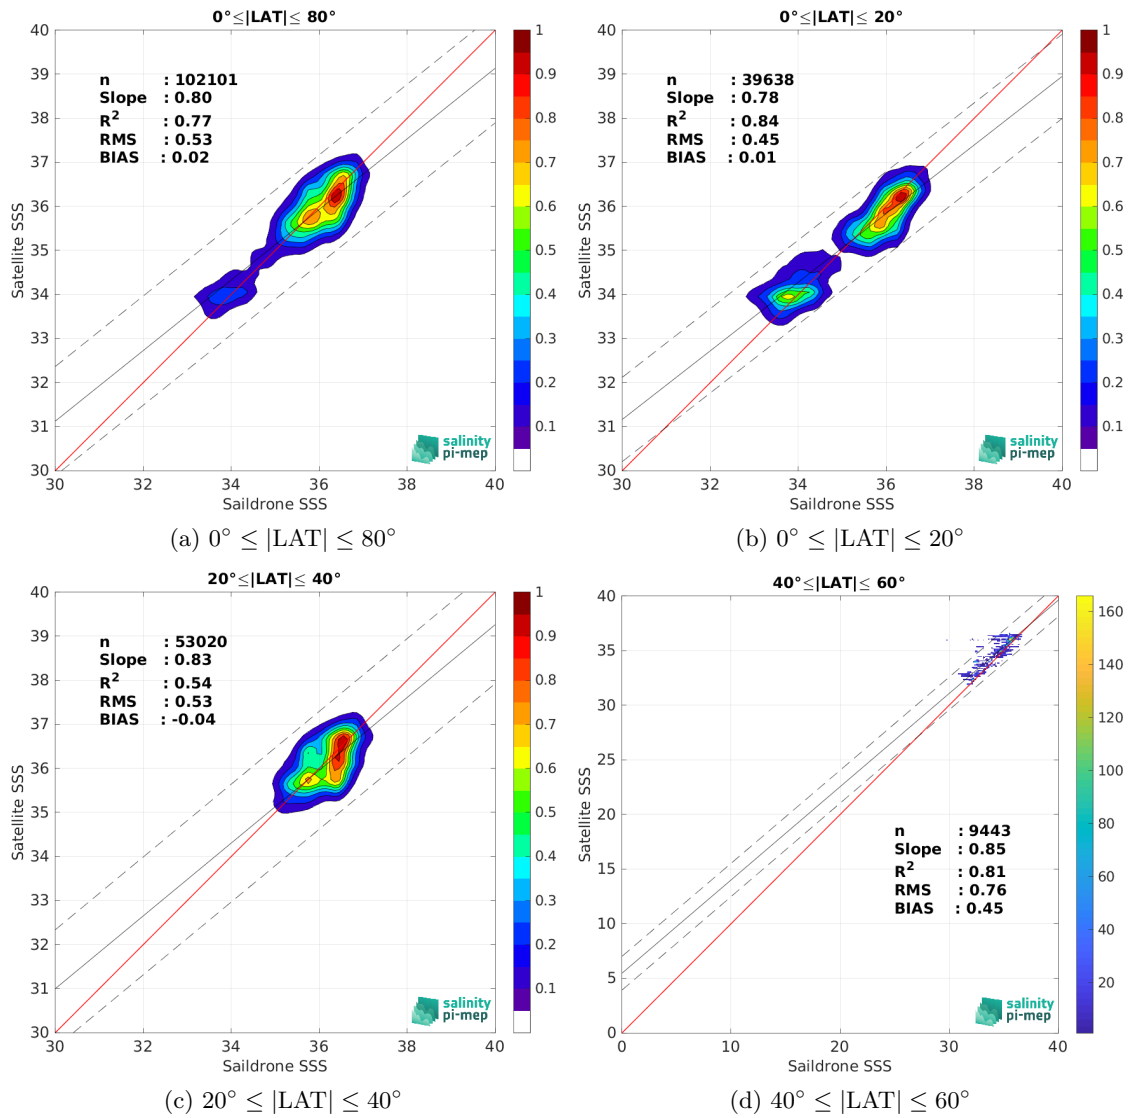 0°≤|LAT|≤ 80°
40
39
38
37
36
35
34
33
32
31
30
Satellite SSS
n : 102101
Slope : 0.80
R² : 0.77
RMS : 0.53
BIAS : 0.02
salinity
pi-mep
30 32 34 36 38 40
Saildrone SSS
1
0.9
0.8
0.7
0.6
0.5
0.4
0.3
0.2
0.1
(a) 0° ≤ |LAT| ≤ 80°
0°≤|LAT|≤ 20°
40
39
38
37
36
35
34
33
32
31
30
Satellite SSS
n : 39638
Slope : 0.78
R² : 0.84
RMS : 0.45
BIAS : 0.01
salinity
pi-mep
30 32 34 36 38 40
Saildrone SSS
1
0.9
0.8
0.7
0.6
0.5
0.4
0.3
0.2
0.1
(b) 0° ≤ |LAT| ≤ 20°
20°≤|LAT|≤ 40°
40
39
38
37
36
35
34
33
32
31
30
Satellite SSS
n : 53020
Slope : 0.83
R² : 0.54
RMS : 0.53
BIAS : -0.04
salinity
pi-mep
30 32 34 36 38 40
Saildrone SSS
1
0.9
0.8
0.7
0.6
0.5
0.4
0.3
0.2
0.1
(c) 20° ≤ |LAT| ≤ 40°
40°≤|LAT|≤ 60°
40
35
30
25
20
15
10
5
0
Satellite SSS
n : 9443
Slope : 0.85
R² : 0.81
RMS : 0.76
BIAS : 0.45
salinity
pi-mep
0 10 20 30 40
Saildrone SSS
160
140
120
100
80
60
40
20
(d) 40° ≤ |LAT| ≤ 60°